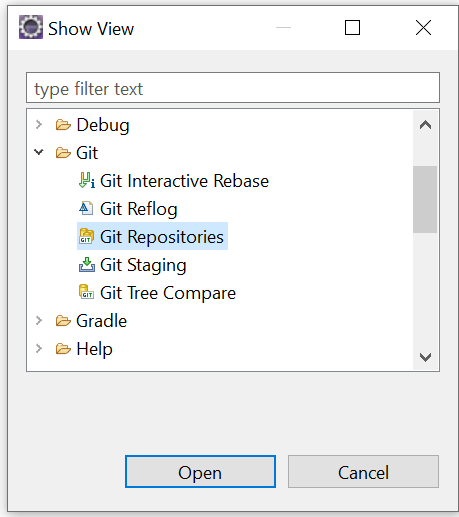 Show View
type filter text
Debug
Git
Git Interactive Rebase
Git Reflog
Git Repositories
Git Staging
Git Tree Compare
Gradle
Help
Open
Cancel